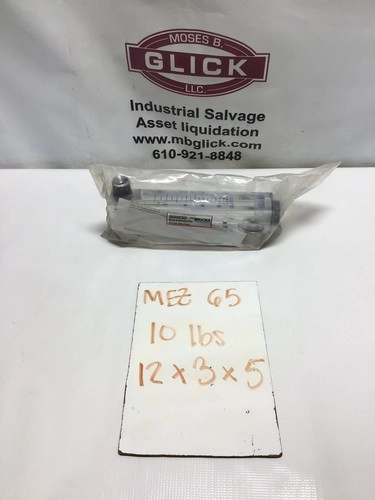 MOSES B.
GLICK
LLC.
Industrial Salvage
Asset liquidation
www.mbglick.com
610-921-8848
MEZ 65
10 lbs
12 x 3 x 5